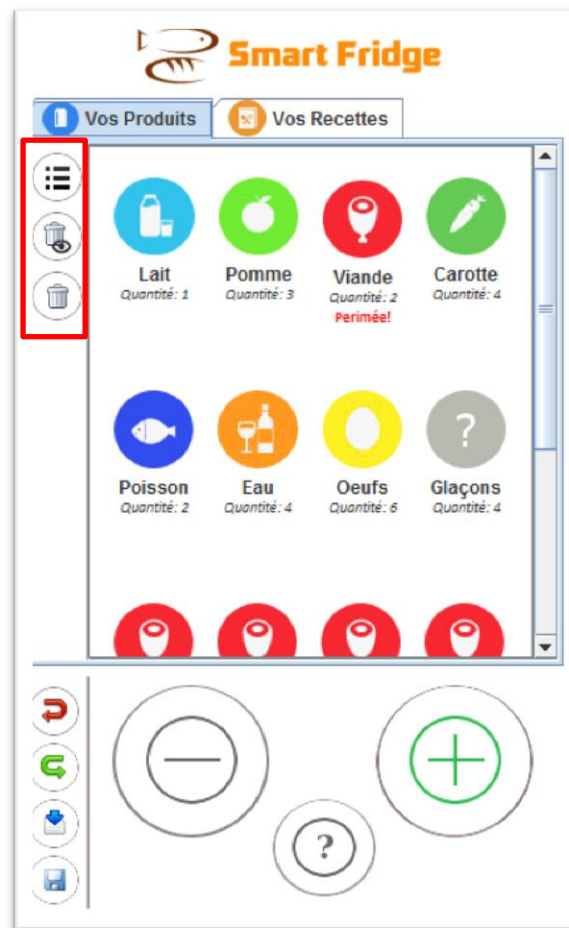 Smart Fridge
Vos Produits Vos Recettes
Lait Pomme Viande Carotte
Quantité: 1 Quantité: 3 Quantité: 2 Quantité: 4
Perimée!
?
Poisson Eau Oeufs Glaçons
Quantité: 2 Quantité: 4 Quantité: 6 Quantité: 4
?